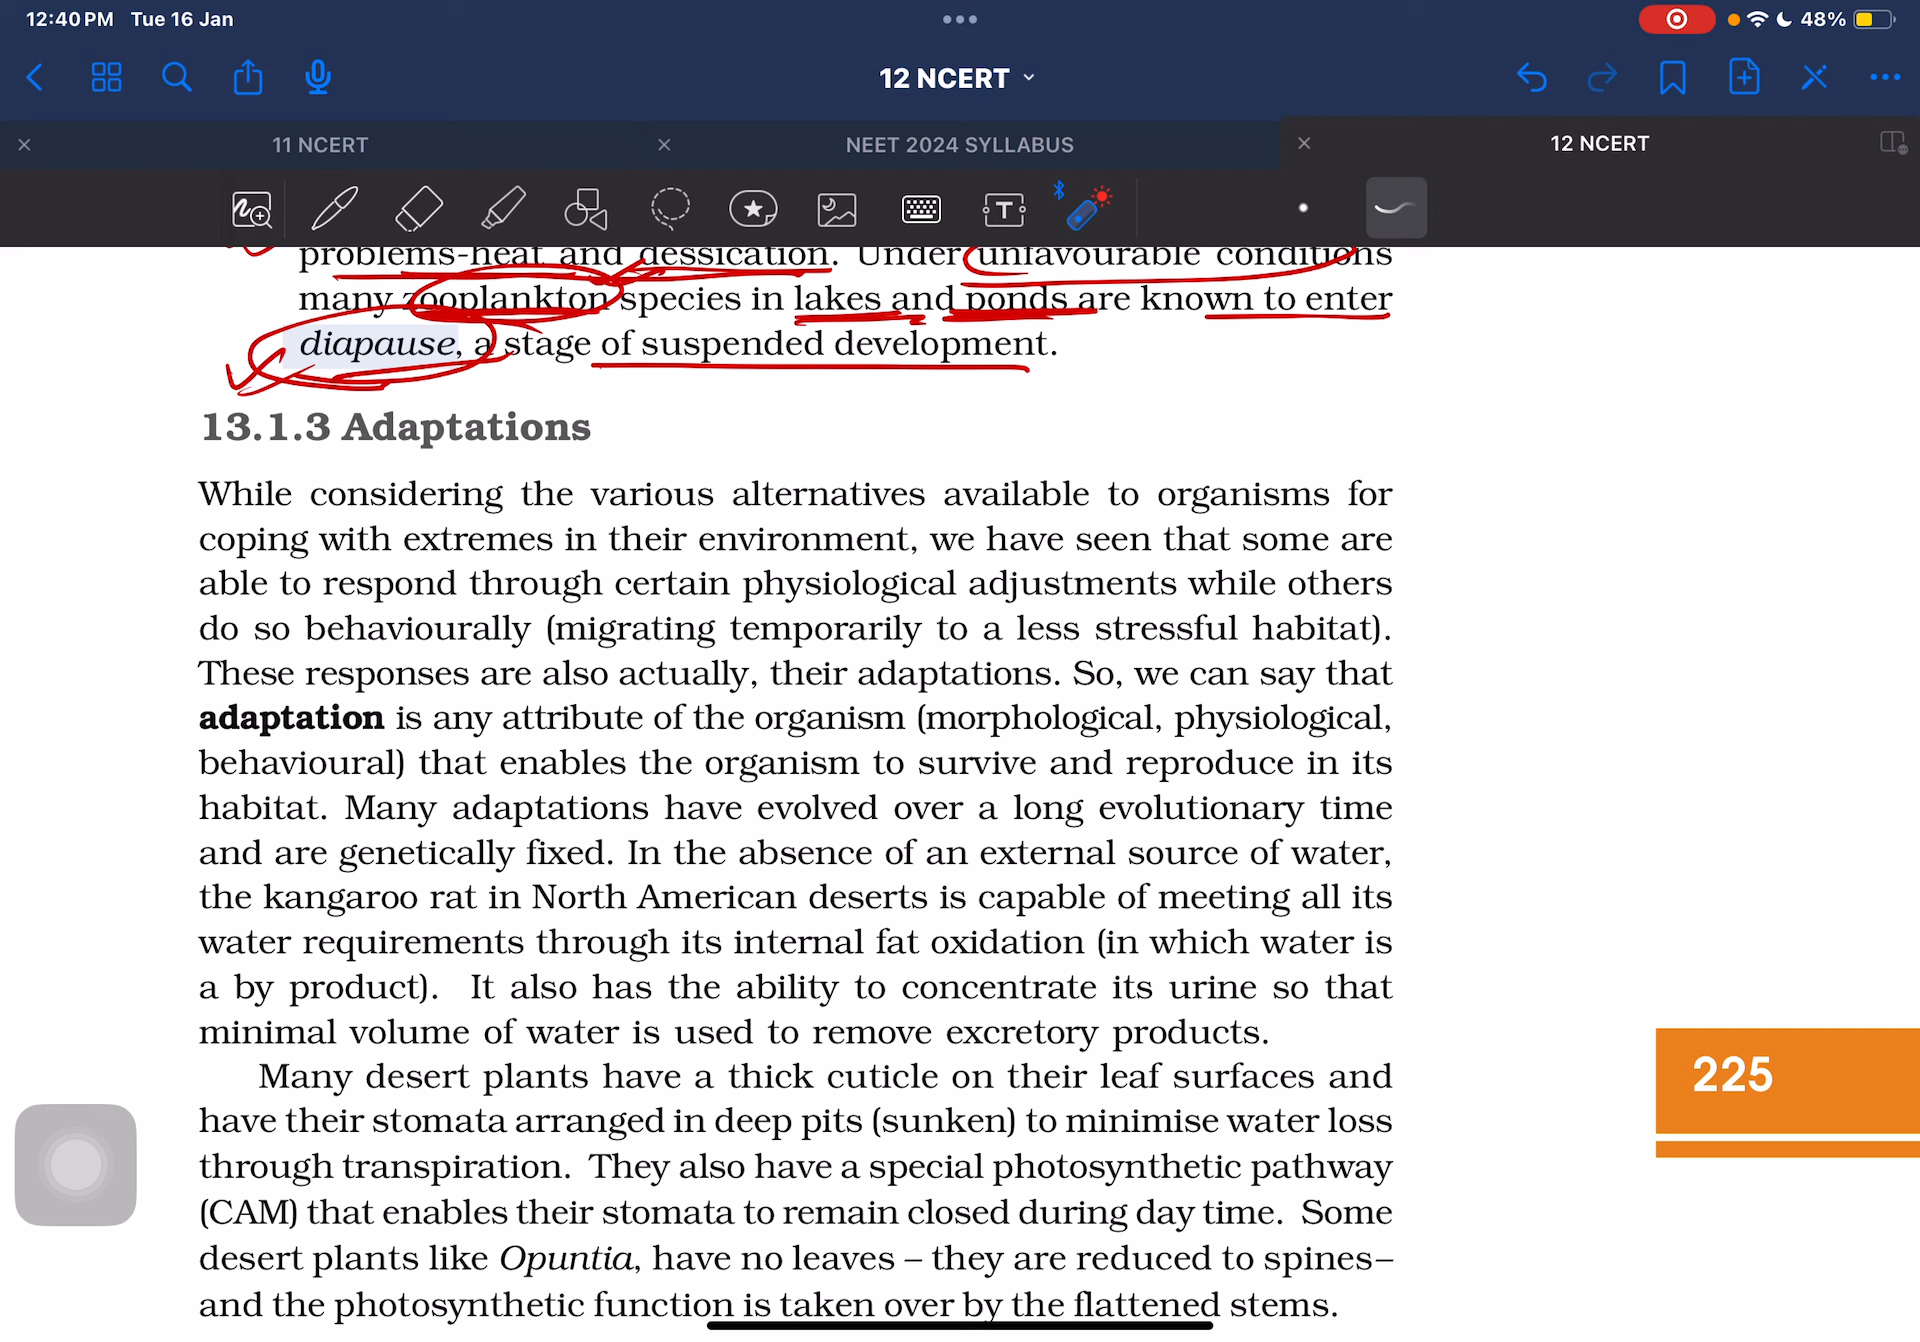 12:40 PM Tue 16 Jan
48%
12 NCERT
11 NCERT
NEET 2024 SYLLABUS
12 NCERT
problems-heat and dessication. Under unfavourable conditions
many zooplankton species in lakes and ponds are known to enter
diapause, a stage of suspended development.
13.1.3 Adaptations
While considering the various alternatives available to organisms for
coping with extremes in their environment, we have seen that some are
able to respond through certain physiological adjustments while others
do so behaviourally (migrating temporarily to a less stressful habitat).
These responses are also actually, their adaptations. So, we can say that
adaptation is any attribute of the organism (morphological, physiological,
behavioural) that enables the organism to survive and reproduce in its
habitat. Many adaptations have evolved over a long evolutionary time
and are genetically fixed. In the absence of an external source of water,
the kangaroo rat in North American deserts is capable of meeting all its
water requirements through its internal fat oxidation (in which water is
a by product). It also has the ability to concentrate its urine so that
minimal volume of water is used to remove excretory products.
Many desert plants have a thick cuticle on their leaf surfaces and
have their stomata arranged in deep pits (sunken) to minimise water loss
through transpiration. They also have a special photosynthetic pathway
(CAM) that enables their stomata to remain closed during day time. Some
desert plants like Opuntia, have no leaves – they are reduced to spines–
and the photosynthetic function is taken over by the flattened stems.
225